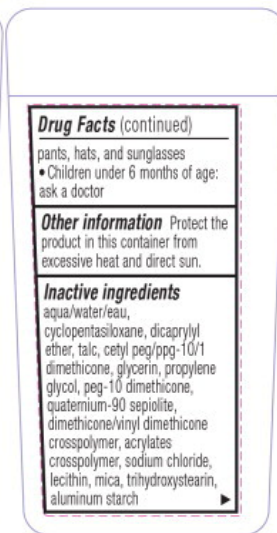 Drug Facts (continued)
pants, hats, and sunglasses
• Children under 6 months of age:
ask a doctor
Other information Protect the
product in this container from
excessive heat and direct sun.
Inactive ingredients
aqua/water/eau,
cyclopentasiloxane, dicaprylyl
ether, talc, cetyl peg/ppg-10/1
dimethicone, glycerin, propylene
glycol, peg-10 dimethicone,
quaternium-90 sepiolite,
dimethicone/vinyl dimethicone
crosspolymer, acrylates
crosspolymer, sodium chloride,
lecithin, mica, trihydroxystearin,
aluminum starch ▶